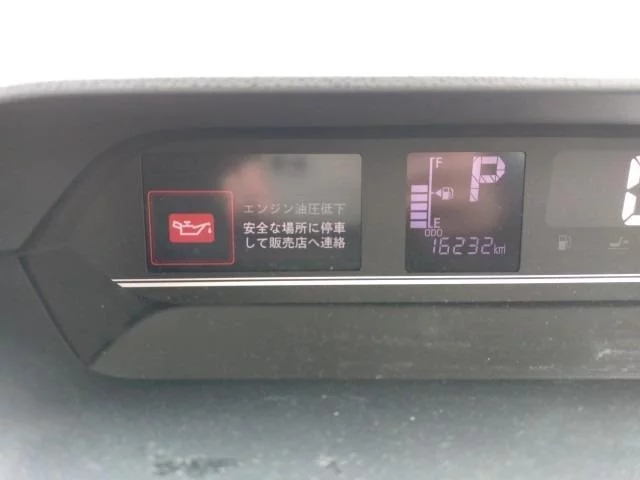 エンジン油圧低下
安全な場所に停車
して販売店へ連絡
F
P
E
ODO
16232km